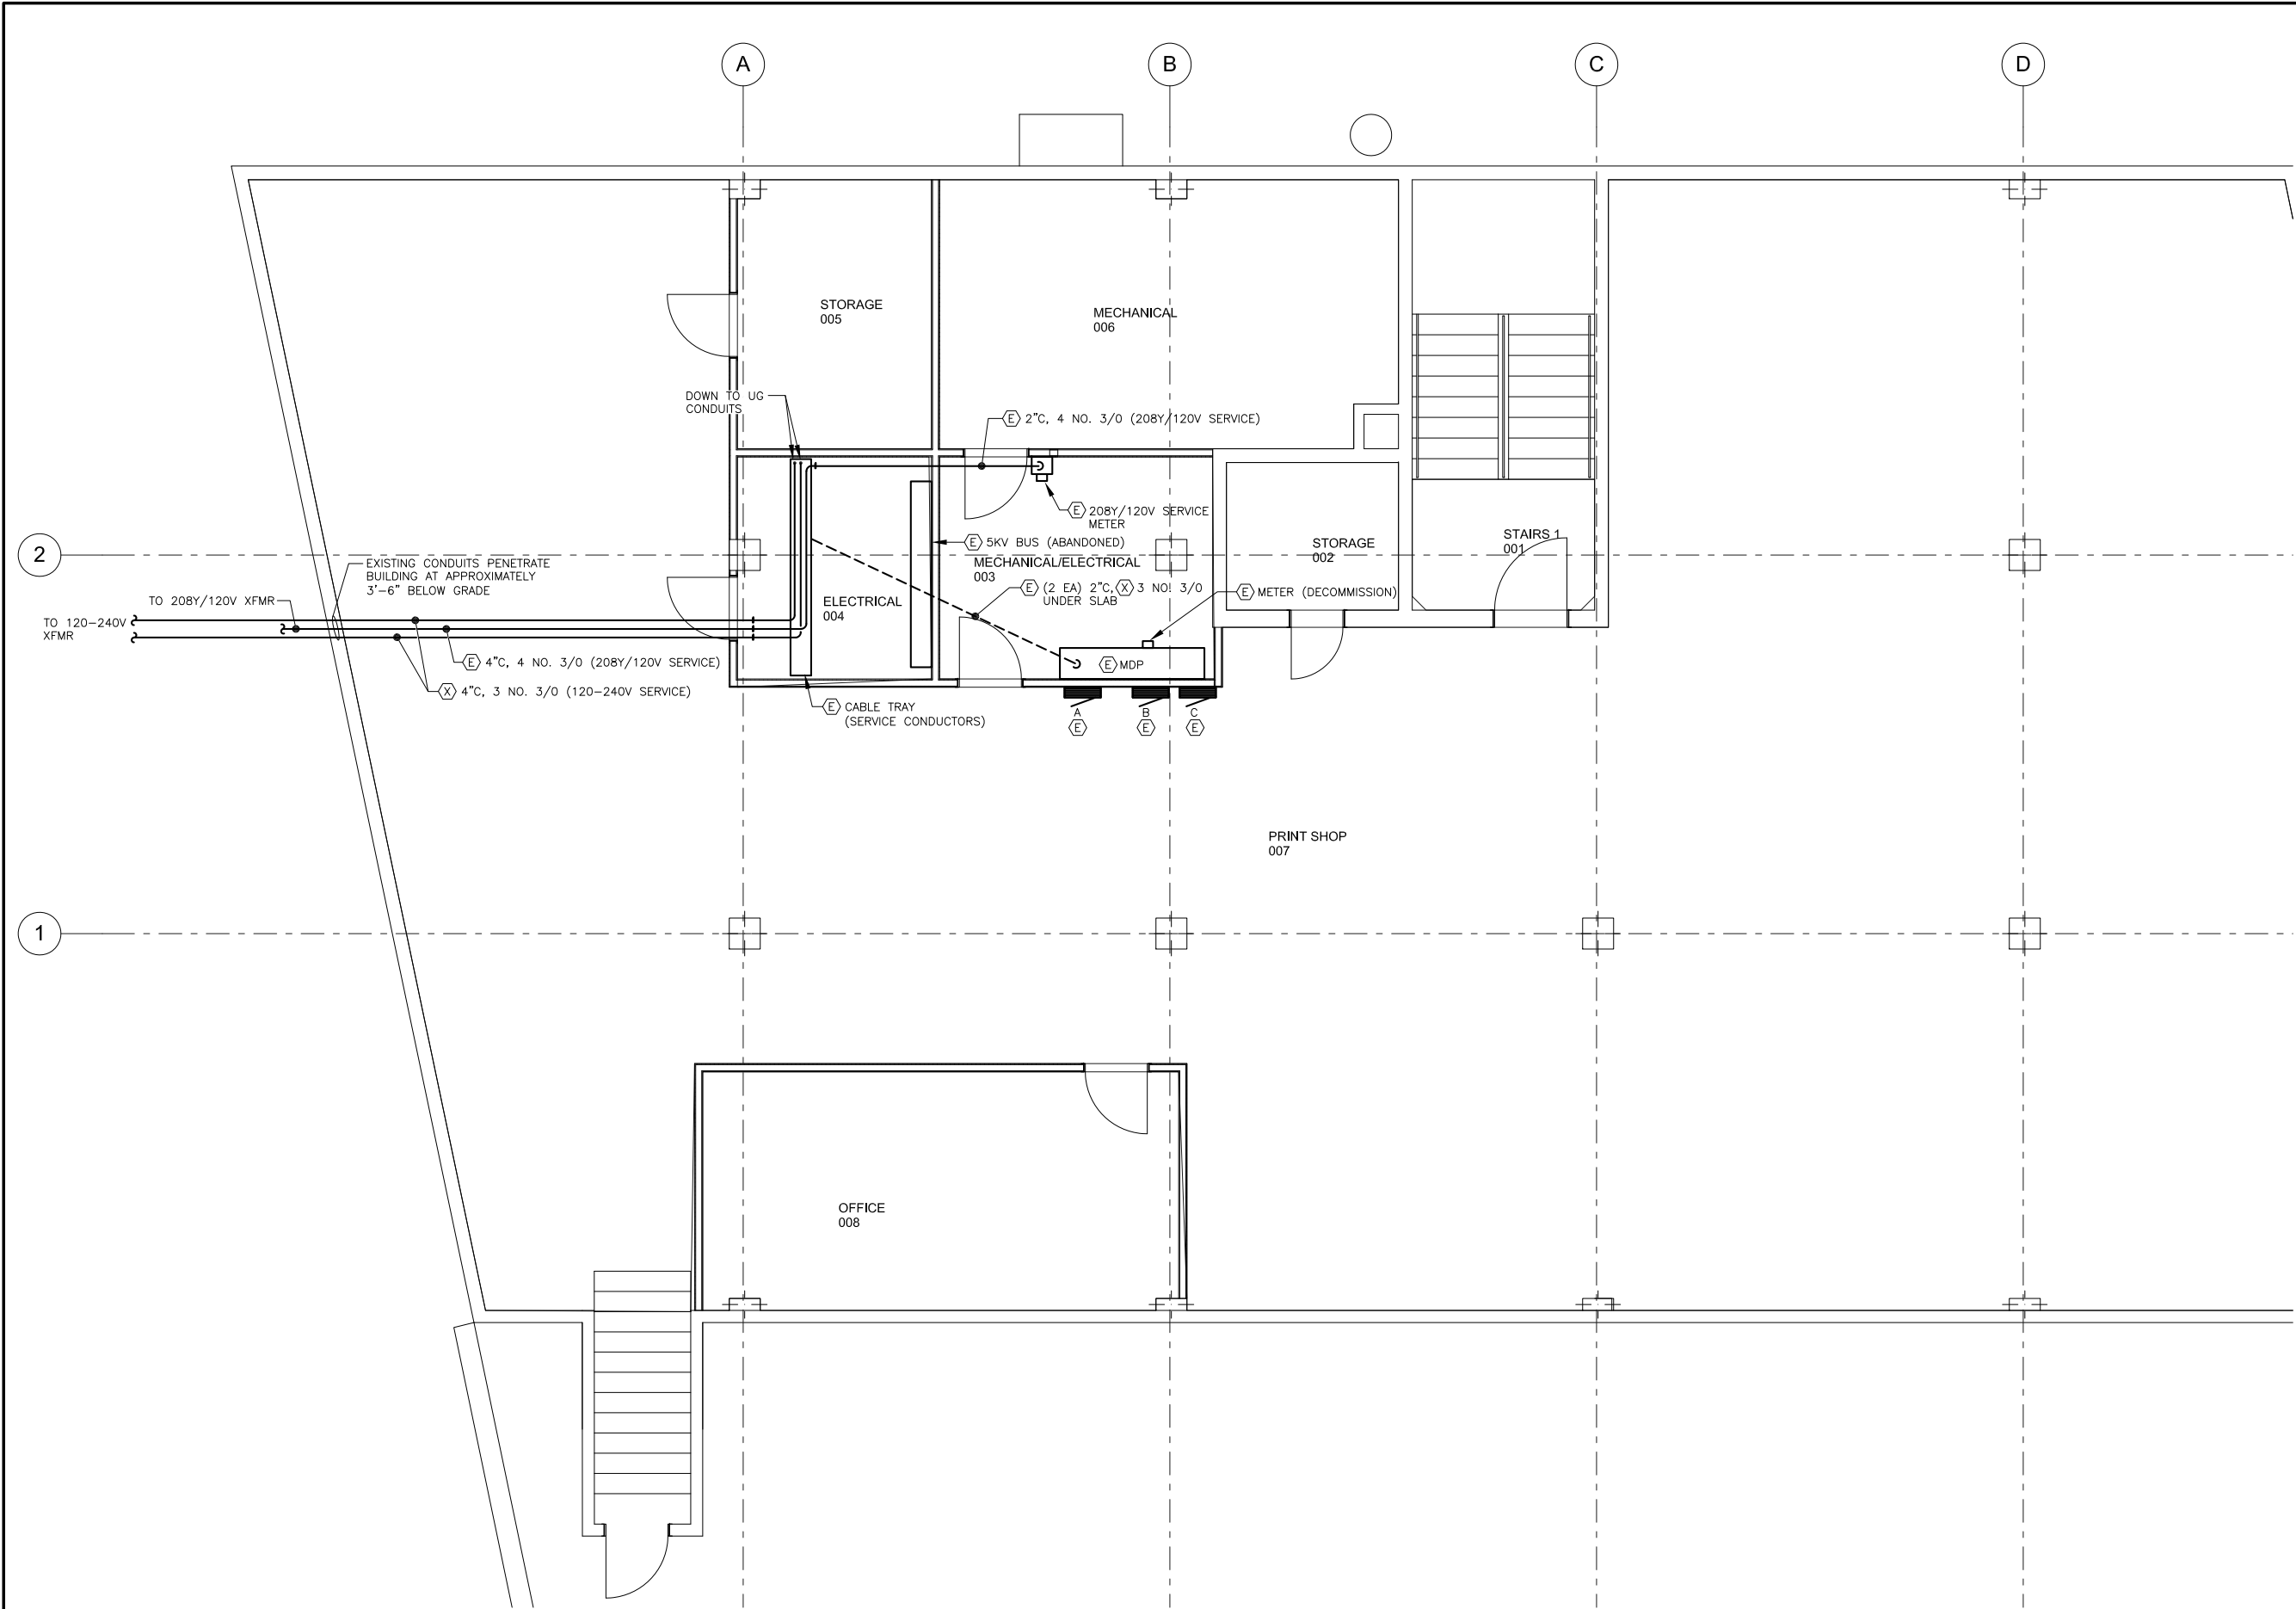 A
B
C
D
STORAGE
005
MECHANICAL
006
DOWN TO UG
CONDUITS
E 2"C, 4 NO. 3/0 (208Y/120V SERVICE)
E 208Y/120V SERVICE
METER
2
E 5KV BUS (ABANDONED)
MECHANICAL/ELECTRICAL
003
STORAGE
002
STAIRS 1
001
EXISTING CONDUITS PENETRATE
BUILDING AT APPROXIMATELY
3'-6" BELOW GRADE
E (2 EA) 2"C, X 3 NO. 3/0
UNDER SLAB
E METER (DECOMMISSION)
TO 208Y/120V XFMR
ELECTRICAL
004
TO 120-240V
XFMR
E 4"C, 4 NO. 3/0 (208Y/120V SERVICE)
E MDP
X 4"C, 3 NO. 3/0 (120-240V SERVICE)
E CABLE TRAY
(SERVICE CONDUCTORS)
A
E
B
E
C
E
PRINT SHOP
007
1
OFFICE
008